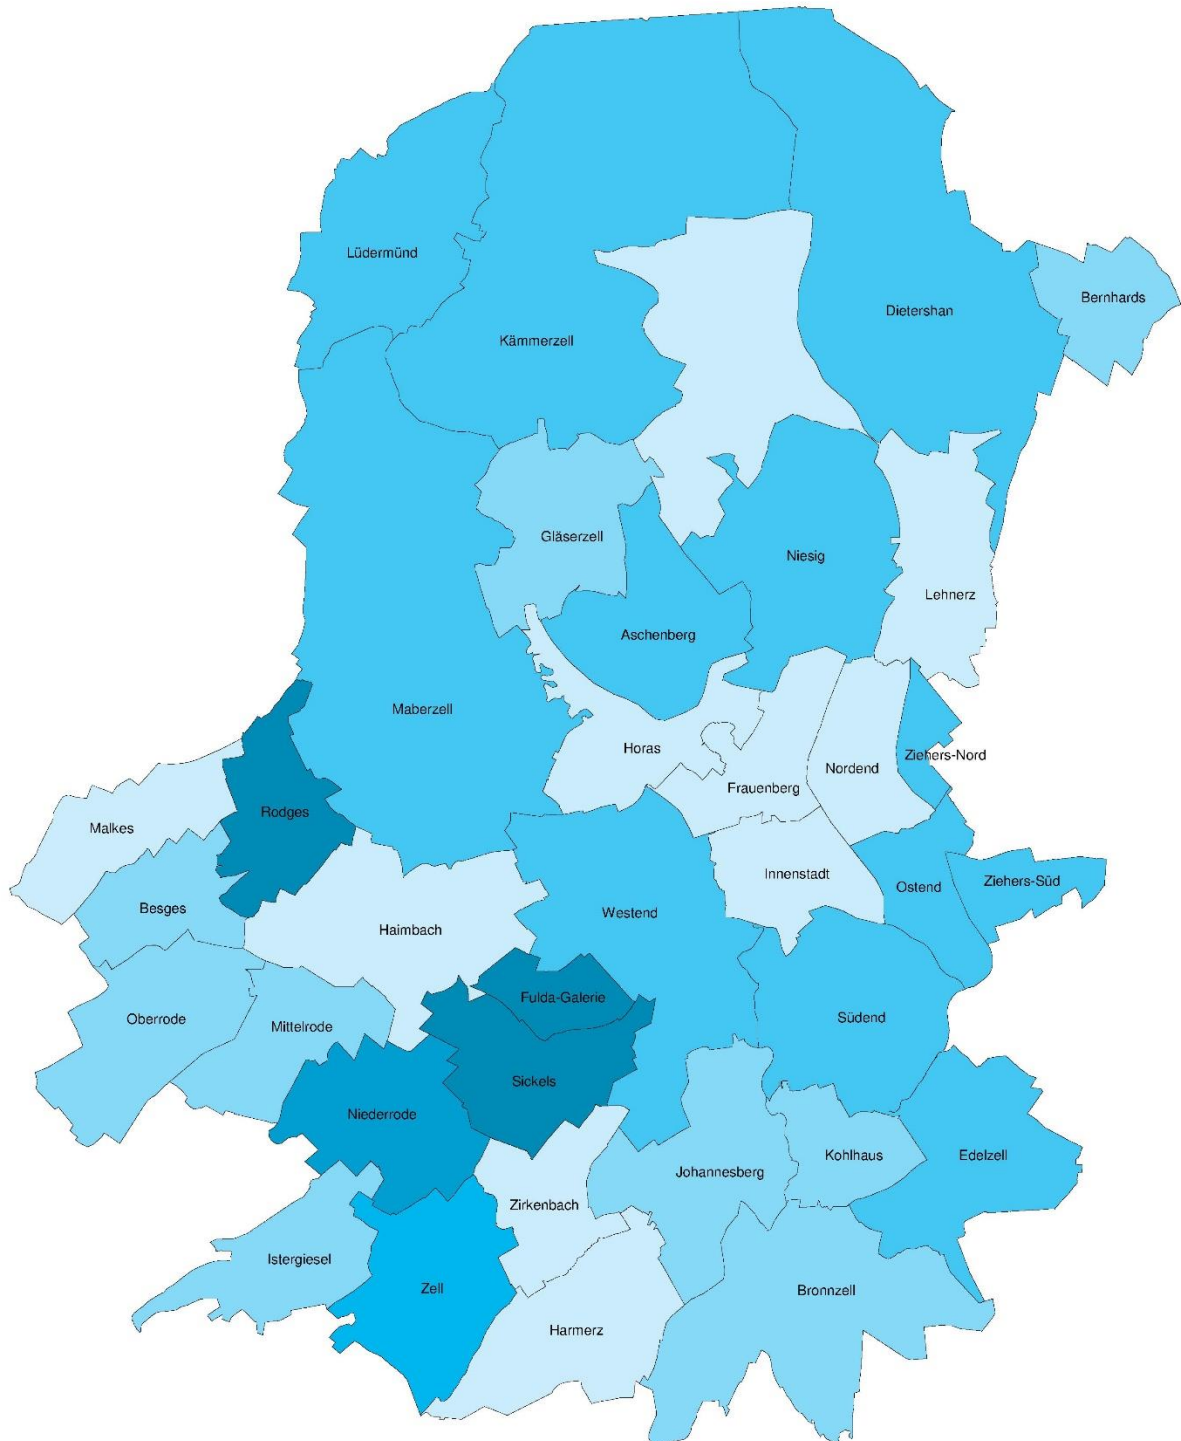 Lüdermünd
Bernhards
Dietershan
Kämmerzell
Gläserzell
Niesig
Lehnerz
Aschenberg
Maberzell
Horas
Ziehers-Nord
Nordend
Frauenberg
Rodges
Malkes
Innenstadt
Ziehers-Süd
Ostend
Besges
Westend
Haimbach
Fulda-Galerie
Südend
Oberrode
Mittelrode
Sickels
Niederrode
Kohlhaus
Edelzell
Johannesberg
Zirkenbach
Istergiesel
Zell
Bronnzell
Harmerz